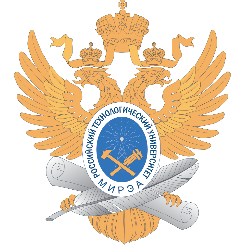 РОССИЙСКИЙ ТЕХНОЛОГИЧЕСКИЙ УНИВЕРСИТЕТ
МИРЭА